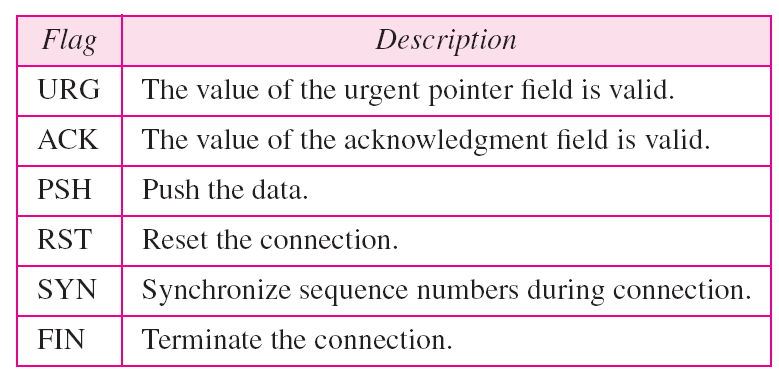 Flag Description
URG The value of the urgent pointer field is valid.
ACK The value of the acknowledgment field is valid.
PSH Push the data.
RST Reset the connection.
SYN Synchronize sequence numbers during connection.
FIN Terminate the connection.